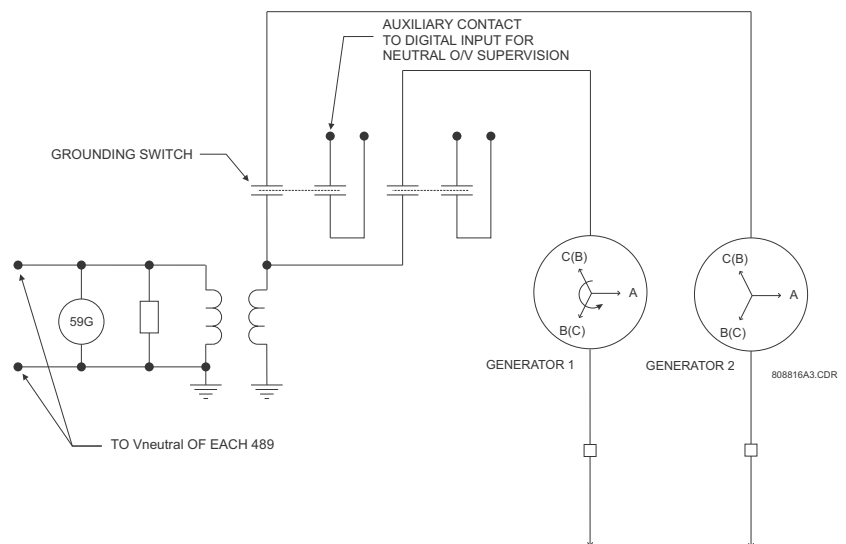 AUXILIARY CONTACT
TO DIGITAL INPUT FOR
NEUTRAL O/V SUPERVISION
GROUNDING SWITCH
C(B)
A
B(C)
GENERATOR 1
C(B)
A
B(C)
GENERATOR 2
808816A3.CDR
59G
TO Vneutral OF EACH 489